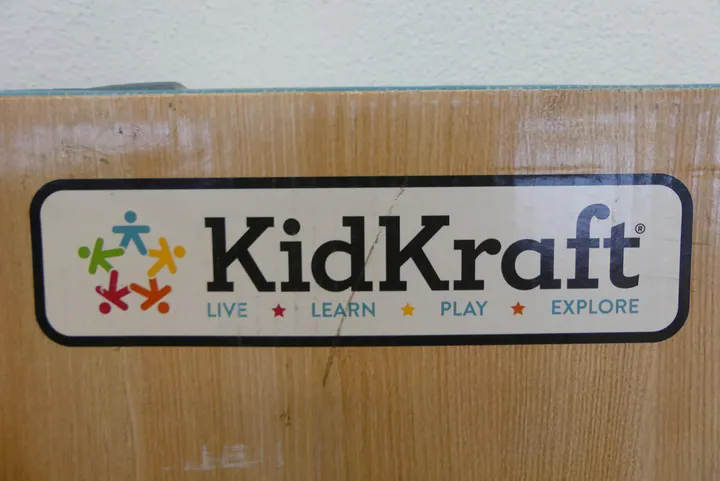 KidKraft®
LIVE ★ LEARN ★ PLAY ★ EXPLORE